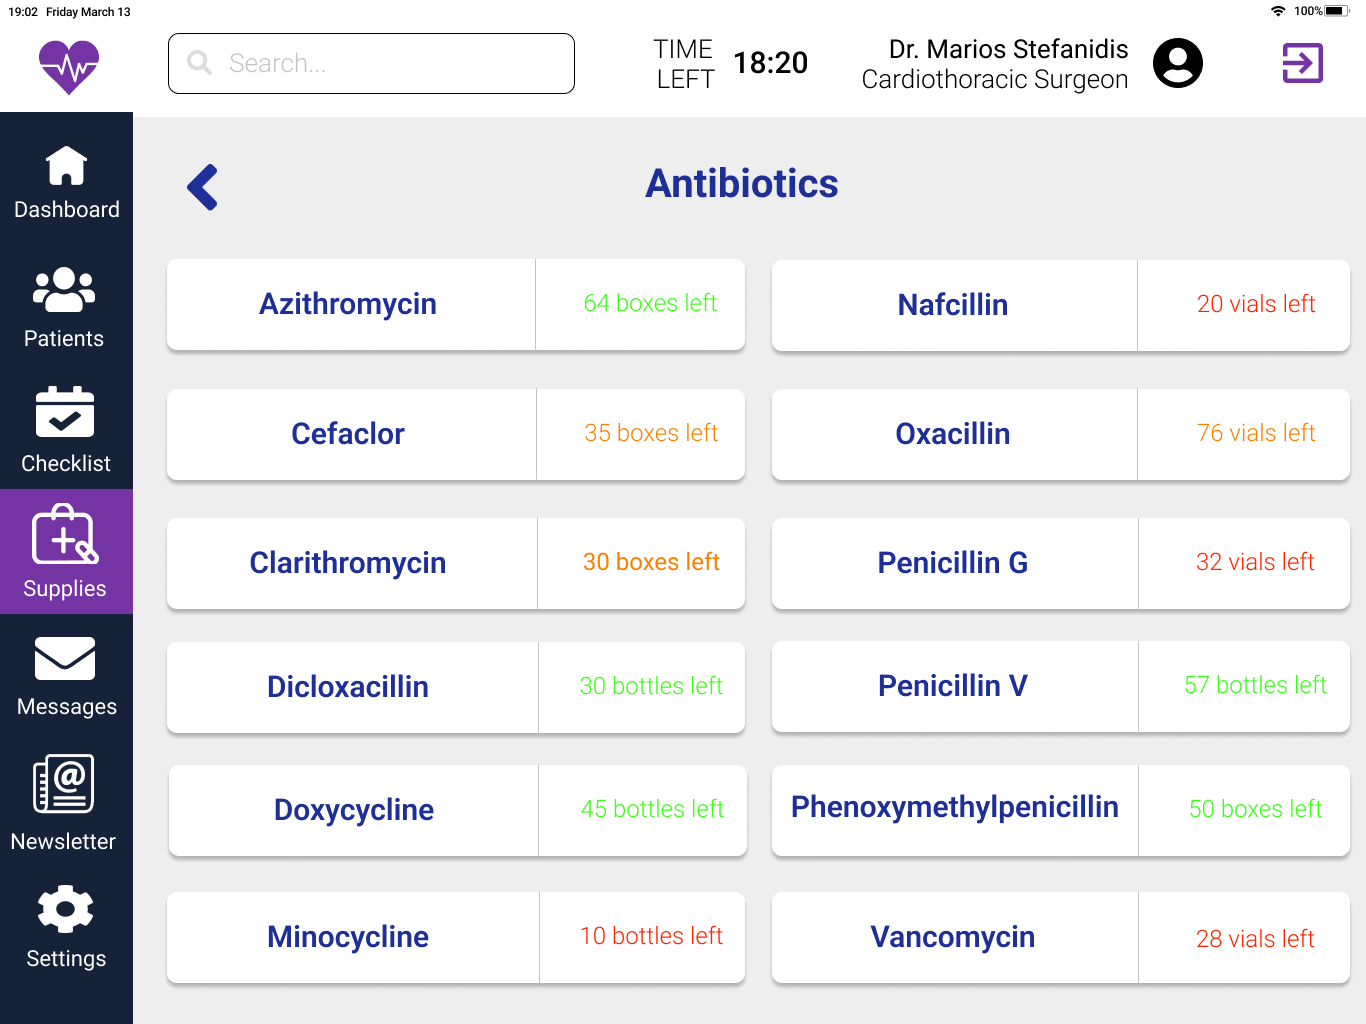 19:02 Friday March 13
100%
Search...
TIME
LEFT
18:20
Dr. Marios Stefanidis
Cardiothoracic Surgeon
Dashboard
Patients
Checklist
Supplies
Messages
Newsletter
Settings
Antibiotics
Azithromycin
64 boxes left
Nafcillin
20 vials left
Cefaclor
35 boxes left
Oxacillin
76 vials left
Clarithromycin
30 boxes left
Penicillin G
32 vials left
Dicloxacillin
30 bottles left
Penicillin V
57 bottles left
Doxycycline
45 bottles left
Phenoxymethylpenicillin
50 boxes left
Minocycline
10 bottles left
Vancomycin
28 vials left